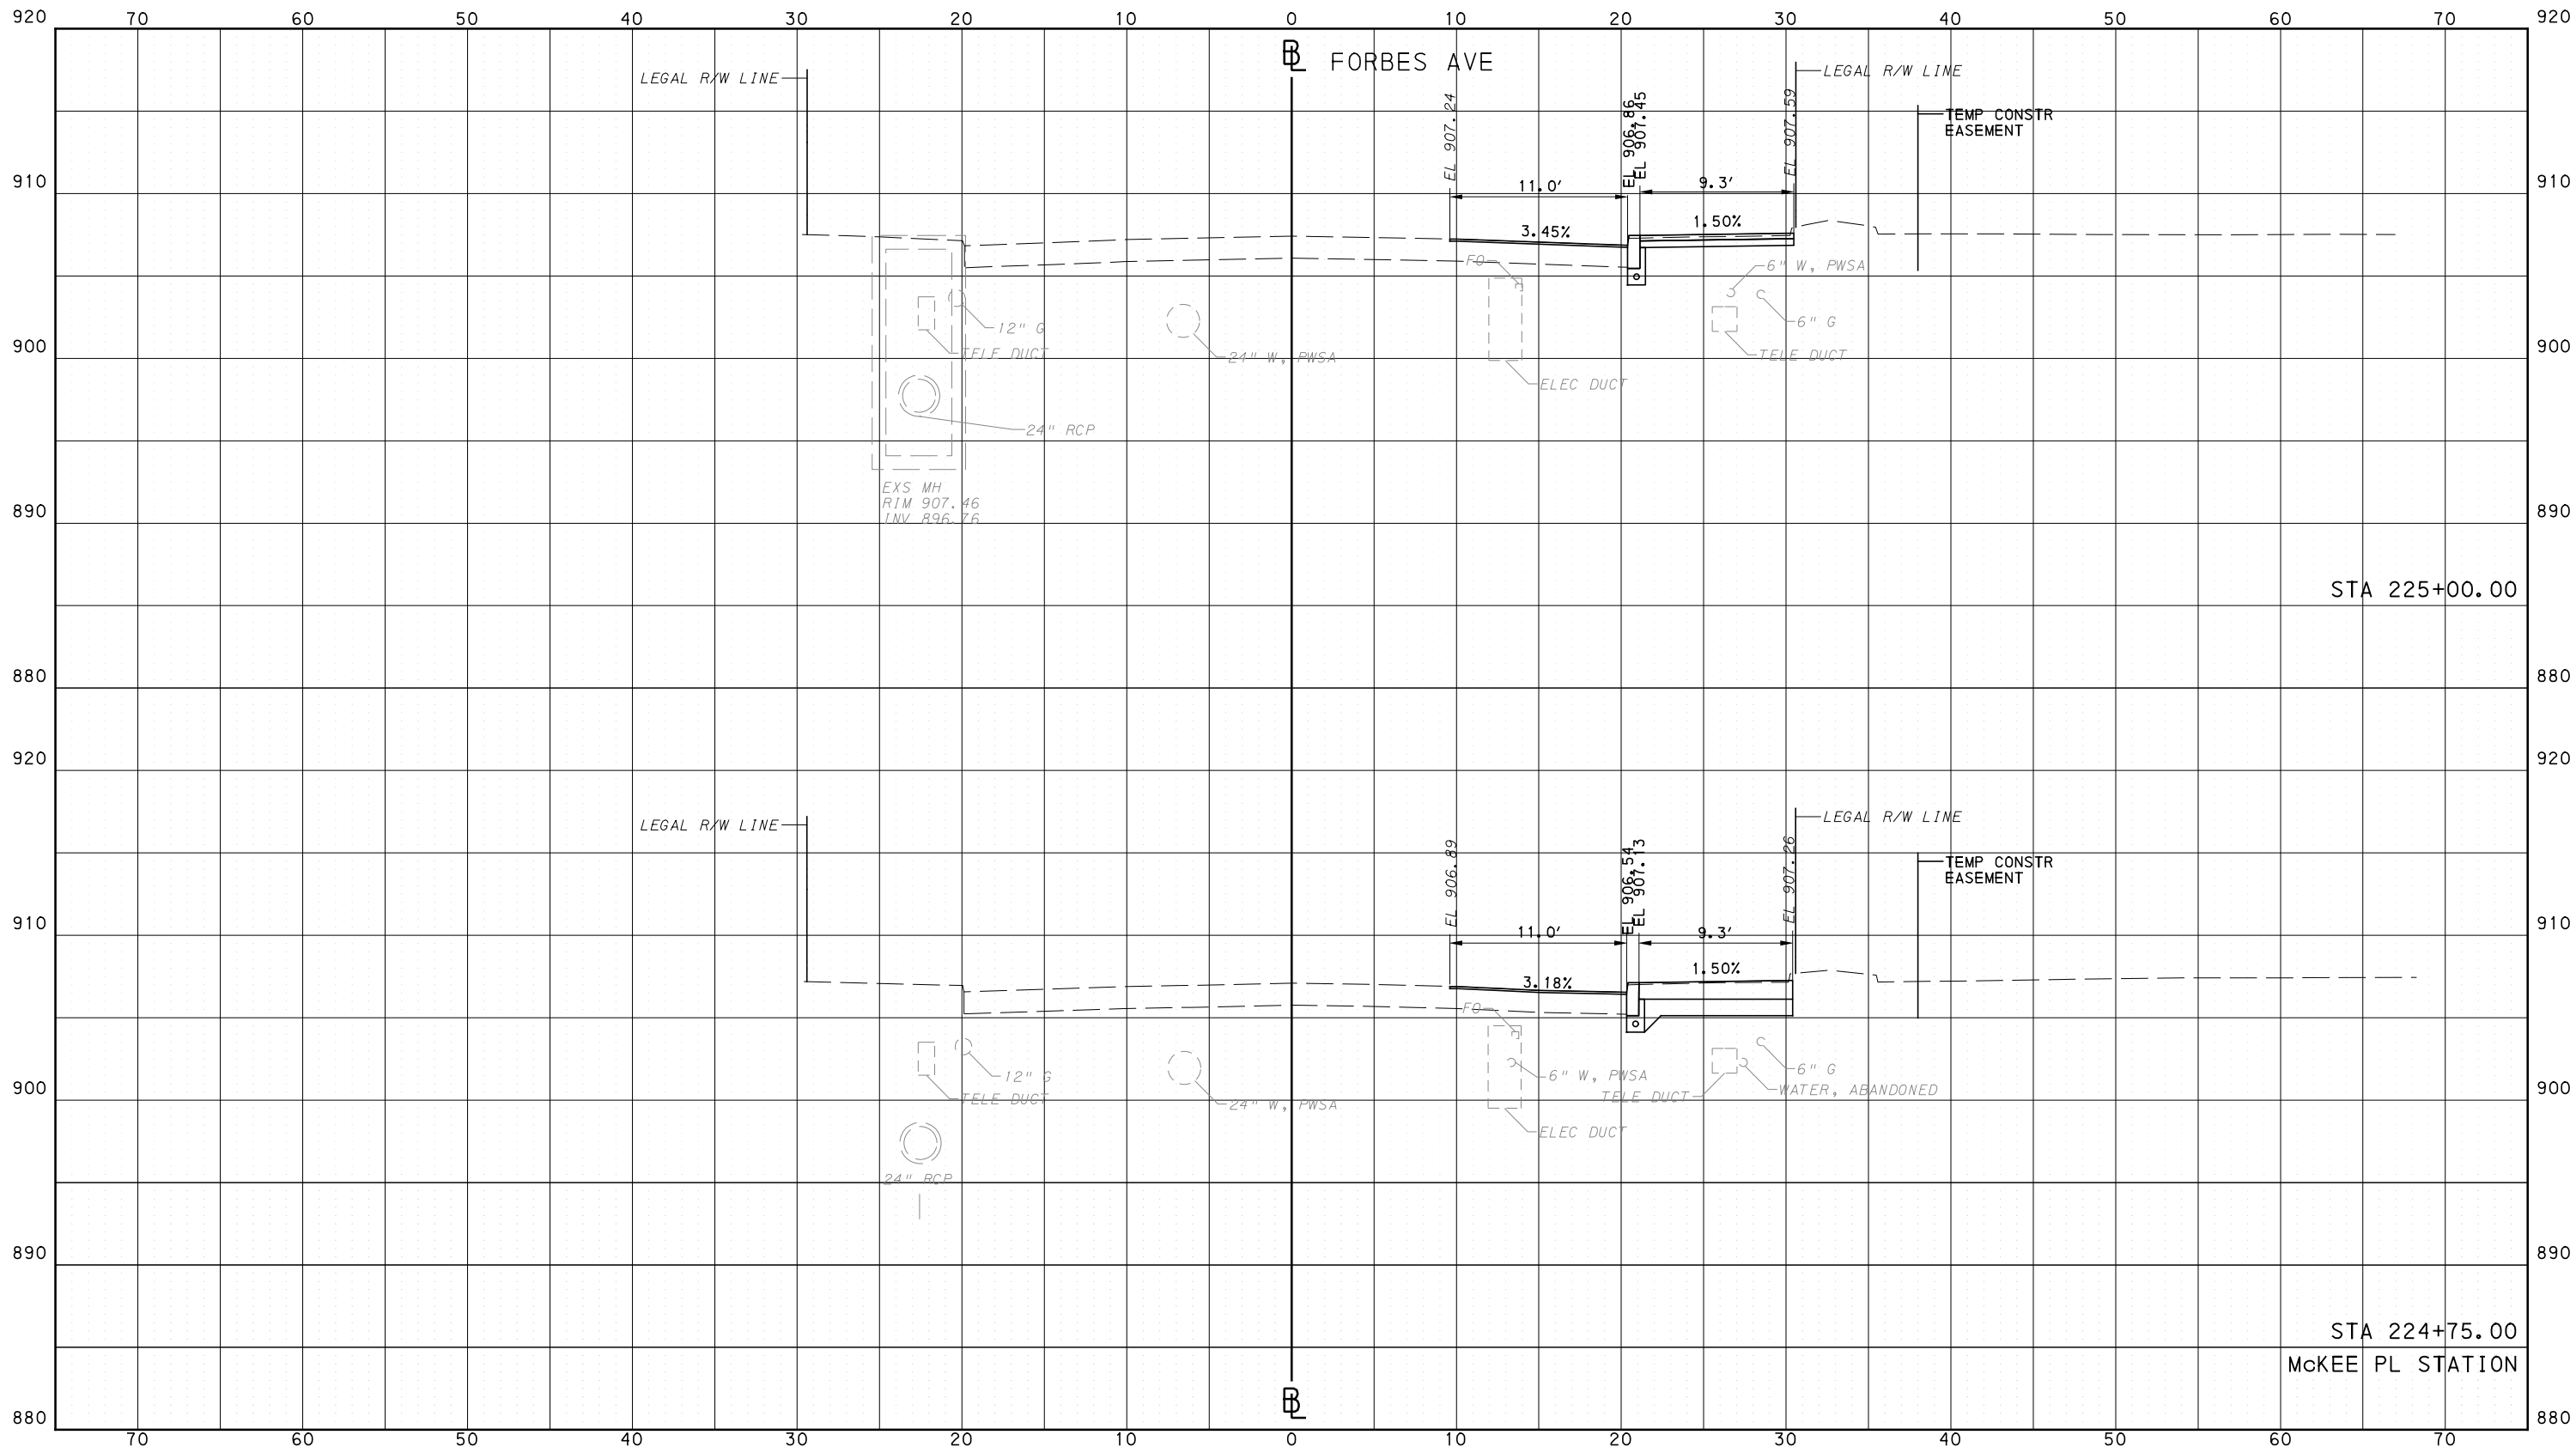 920 70 60 50 40 30 20 10 0 10 20 30 40 50 60 70 920
BL FORBES AVE
LEGAL R/W LINE
LEGAL R/W LINE
TEMP CONSTR
EASEMENT
EL 907.24
EL 906.86
EL 907.45
EL 907.59
910 910
11.0'
9.3'
3.45%
1.50%
FO
6" W, PWSA
12" G
6" G
TELE DUCT
24" W, PWSA
TELE DUCT
900 900
ELEC DUCT
24" RCP
EXS MH
RIM 907.46
INV 896.76
890 890
STA 225+00.00
880 880
920 920
LEGAL R/W LINE
LEGAL R/W LINE
TEMP CONSTR
EASEMENT
EL 906.89
EL 906.54
EL 907.13
EL 907.26
910 910
11.0'
9.3'
3.18%
1.50%
FO
12" G
6" W, PWSA
6" G
TELE DUCT
24" W, PWSA
TELE DUCT
WATER, ABANDONED
900 900
ELEC DUCT
24" RCP
890 890
STA 224+75.00
McKEE PL STATION
BL
880 880
70 60 50 40 30 20 10 0 10 20 30 40 50 60 70